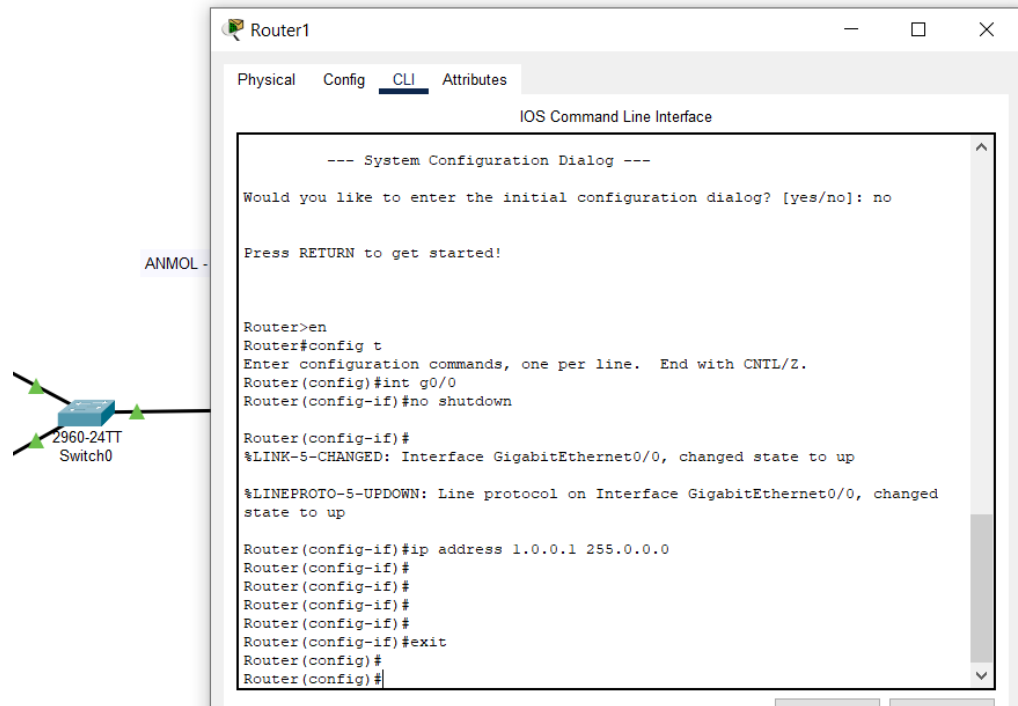 Router1
Physical Config CLI Attributes
IOS Command Line Interface
--- System Configuration Dialog ---
Would you like to enter the initial configuration dialog? [yes/no]: no
Press RETURN to get started!
ANMOL -
Router>en
Router#config t
Enter configuration commands, one per line.  End with CNTL/Z.
Router(config)#int g0/0
Router(config-if)#no shutdown
Router(config-if)#
%LINK-5-CHANGED: Interface GigabitEthernet0/0, changed state to up
%LINEPROTO-5-UPDOWN: Line protocol on Interface GigabitEthernet0/0, changed
state to up
Router(config-if)#ip address 1.0.0.1 255.0.0.0
Router(config-if)#
Router(config-if)#
Router(config-if)#
Router(config-if)#
Router(config-if)#exit
Router(config)#
Router(config)#
2960-24TT
Switch0